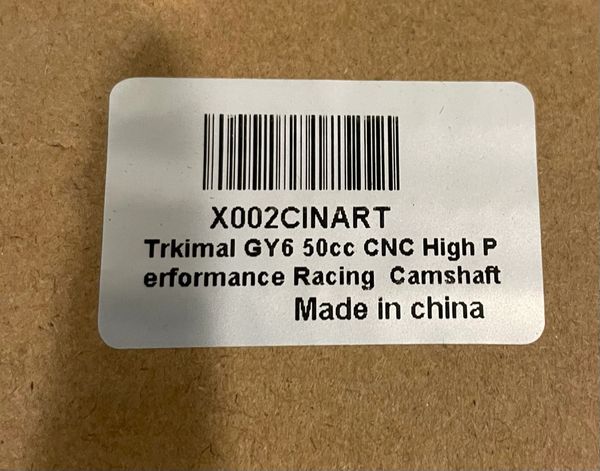 X002CINART
Trkimal GY6 50cc CNC High P
erformance Racing  Camshaft
Made in china